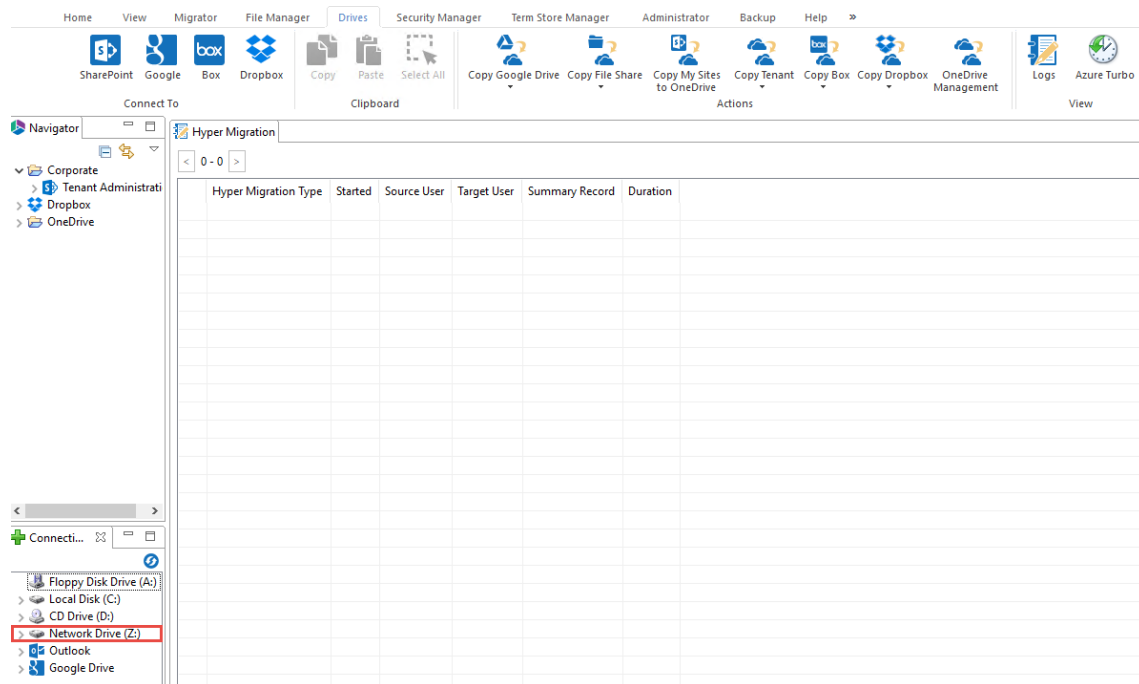 Home View Migrator File Manager Drives Security Manager Term Store Manager Administrator Backup Help »
SharePoint Google Box Dropbox Copy Paste Select All Copy Google Drive Copy File Share Copy My Sites to OneDrive Copy Tenant Copy Box Copy Dropbox OneDrive Management Logs Azure Turbo
Connect To Clipboard Actions View
Navigator
Corporate
Tenant Administrati
Dropbox
OneDrive
Hyper Migration
< 0 - 0 >
Hyper Migration Type Started Source User Target User Summary Record Duration
Connecti...
Floppy Disk Drive (A:)
Local Disk (C:)
CD Drive (D:)
Network Drive (Z:)
Outlook
Google Drive